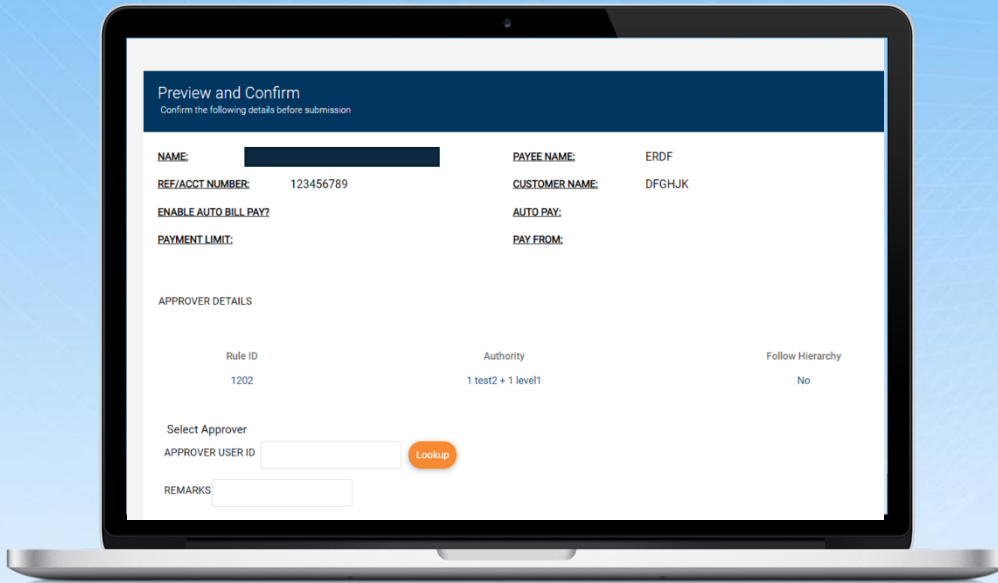 Preview and Confirm
Confirm the following details before submission
NAME: PAYEE NAME: ERDF
REF/ACCT NUMBER: 123456789 CUSTOMER NAME: DFGHJK
ENABLE AUTO BILL PAY? AUTO PAY:
PAYMENT LIMIT: PAY FROM:
APPROVER DETAILS
Rule ID Authority Follow Hierarchy
1202 1 test2 + 1 level1 No
Select Approver
APPROVER USER ID Lookup
REMARKS